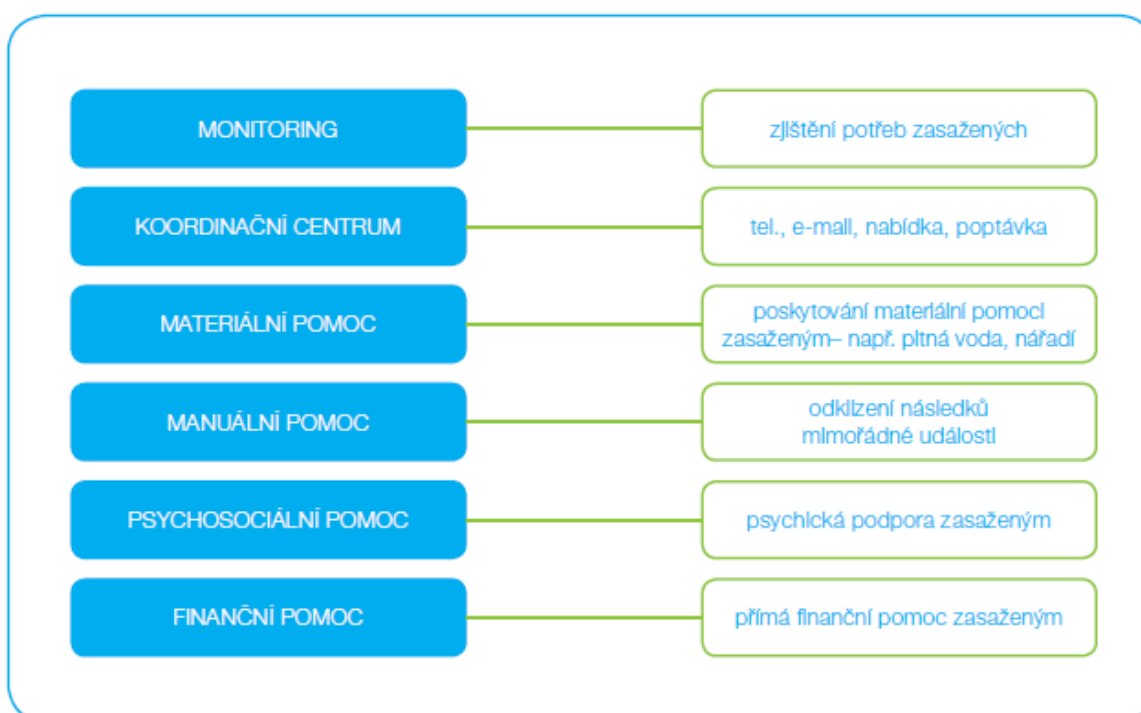 MONITORING
zjištění potřeb zasažených
KOORDINAČNÍ CENTRUM
tel., e-mail, nabídka, poptávka
MATERIÁLNÍ POMOC
poskytování materiální pomoci
zasaženým– např. pitná voda, nářadí
MANUÁLNÍ POMOC
odklizení následků
mimořádné události
PSYCHOSOCIÁLNÍ POMOC
psychická podpora zasaženým
FINANČNÍ POMOC
přímá finanční pomoc zasaženým